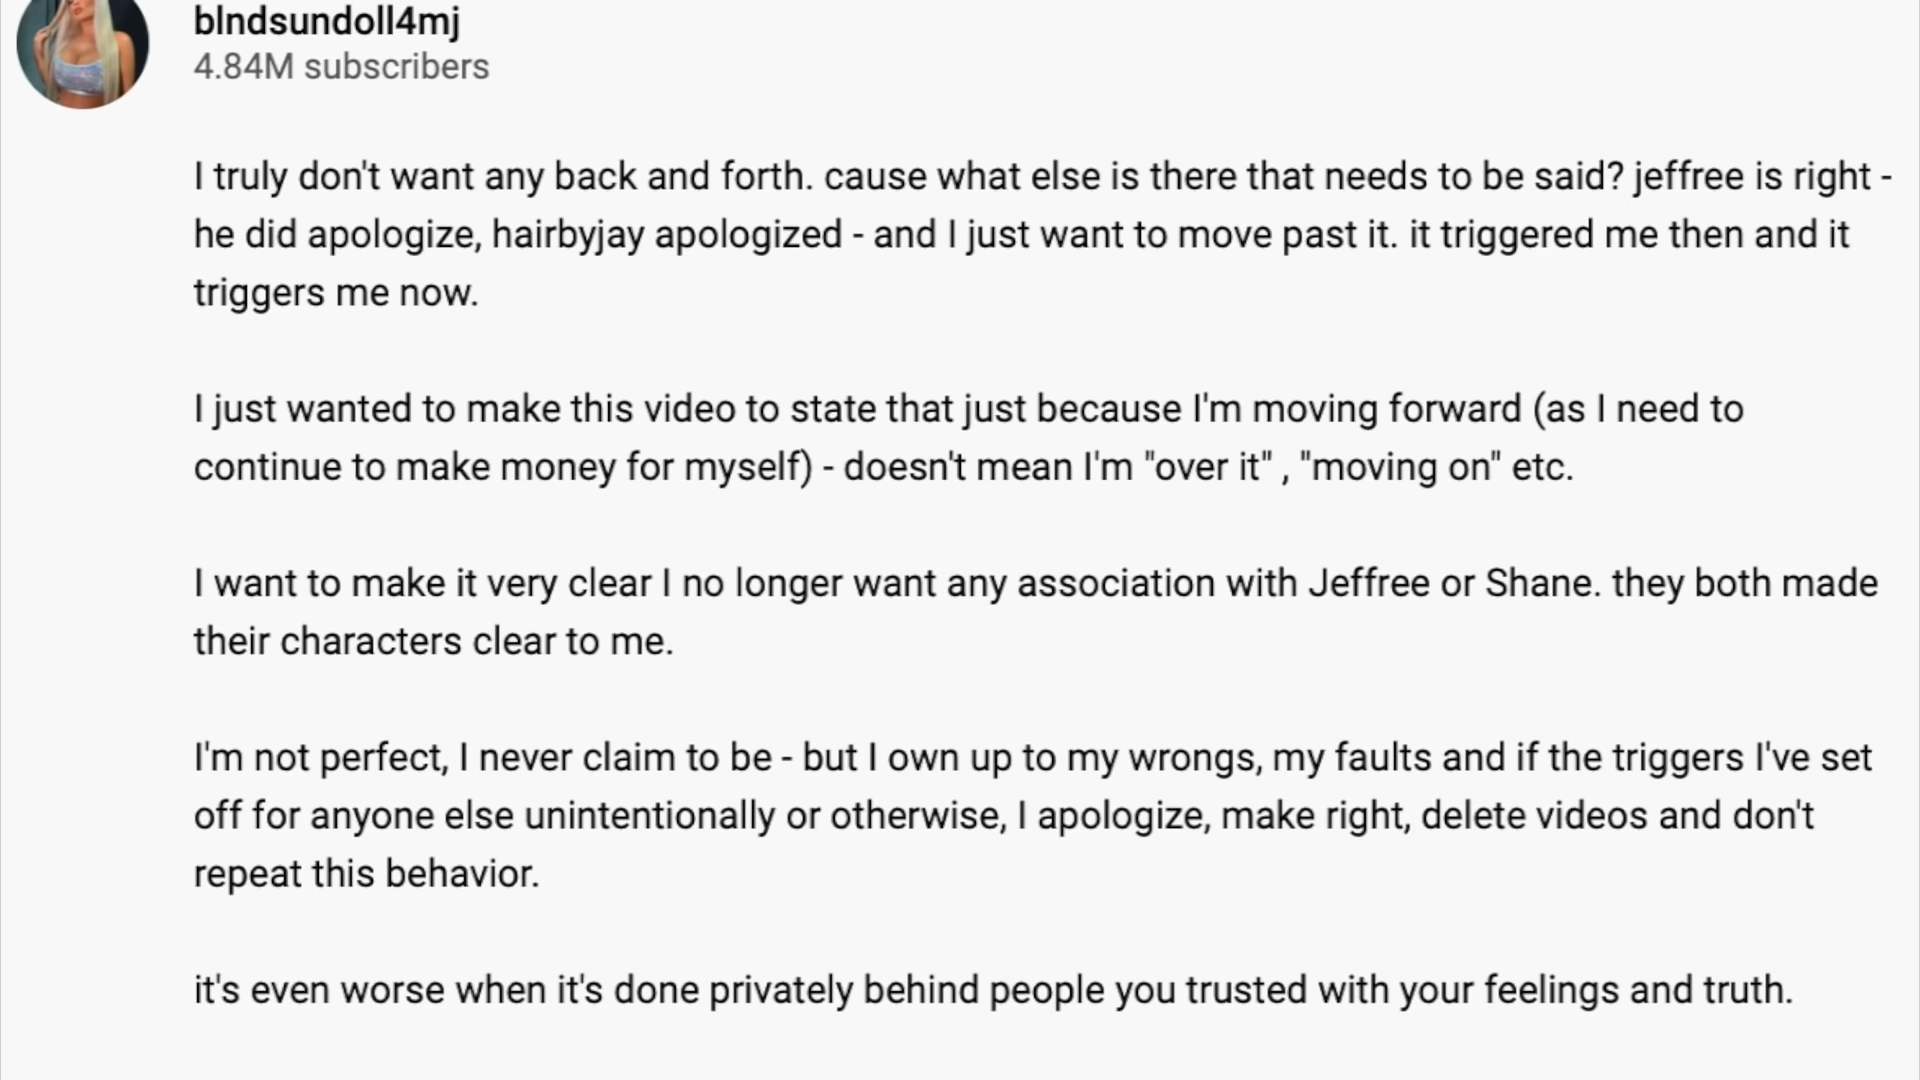 blndsundoll4mj
4.84M subscribers
I truly don't want any back and forth. cause what else is there that needs to be said? jeffree is right -
he did apologize, hairbyjay apologized - and I just want to move past it. it triggered me then and it
triggers me now.
I just wanted to make this video to state that just because I'm moving forward (as I need to
continue to make money for myself) - doesn't mean I'm "over it" , "moving on" etc.
I want to make it very clear I no longer want any association with Jeffree or Shane. they both made
their characters clear to me.
I'm not perfect, I never claim to be - but I own up to my wrongs, my faults and if the triggers I've set
off for anyone else unintentionally or otherwise, I apologize, make right, delete videos and don't
repeat this behavior.
it's even worse when it's done privately behind people you trusted with your feelings and truth.